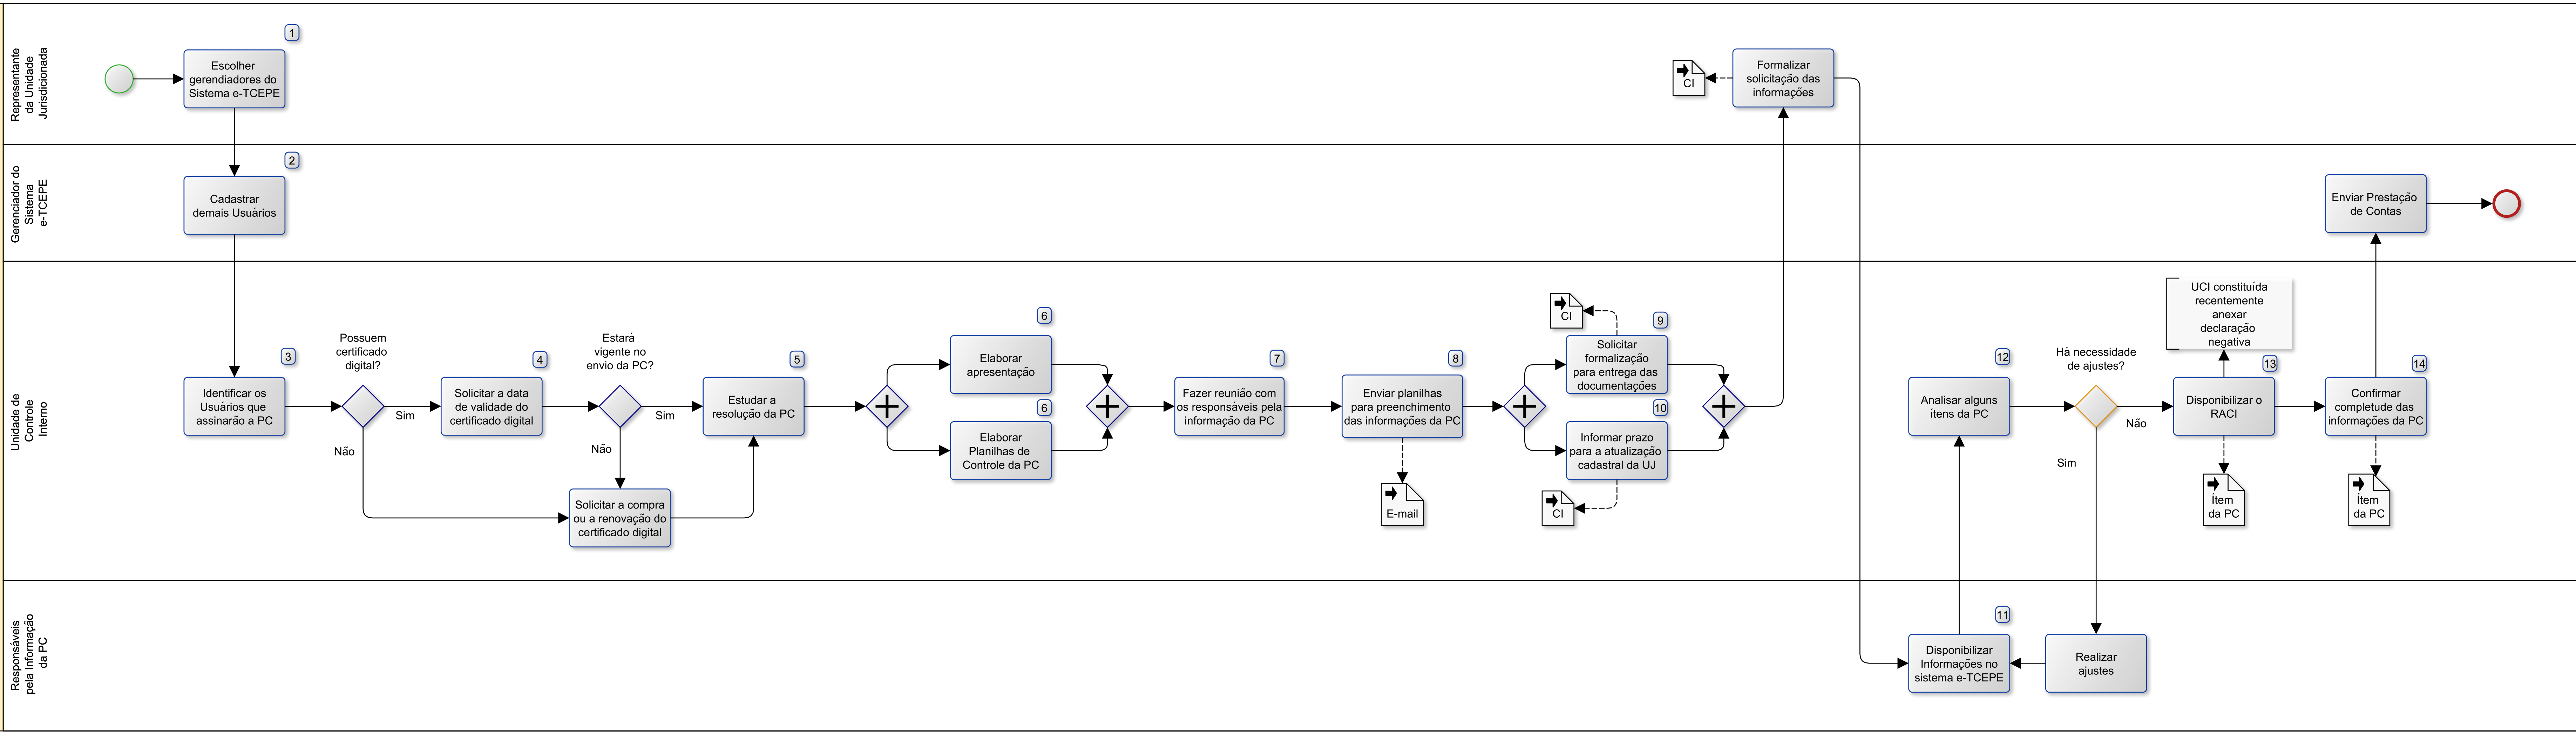 Representante
da Unidade
Jurisdicionada
1
Escolher
gerendiadores do
Sistema e-TCEPE
CI
Formalizar
solicitação das
informações
Gerenciador do
Sistema
e-TCEPE
2
Cadastrar
demais Usuários
Enviar Prestação
de Contas
Unidade de
Controle
Interno
3
Identificar os
Usuários que
assinarão a PC
Possuem
certificado
digital?
Sim
Não
4
Solicitar a data
de validade do
certificado digital
Estará
vigente no
envio da PC?
Sim
Não
Solicitar a compra
ou a renovação do
certificado digital
5
Estudar a
resolução da PC
6
Elaborar
apresentação
6
Elaborar
Planilhas de
Controle da PC
7
Fazer reunião com
os responsáveis pela
informação da PC
8
Enviar planilhas
para preenchimento
das informações da PC
E-mail
CI
9
Solicitar
formalização
para entrega das
documentações
10
Informar prazo
para a atualização
cadastral da UJ
CI
12
Analisar alguns
ítens da PC
Há necessidade
de ajustes?
Não
Sim
UCI constituída
recentemente
anexar
declaração
negativa
13
Disponibilizar o
RACI
Ítem
da PC
14
Confirmar
completude das
informações da PC
Ítem
da PC
Responsáveis
pela Informação
da PC
11
Disponibilizar
Informações no
sistema e-TCEPE
Realizar
ajustes